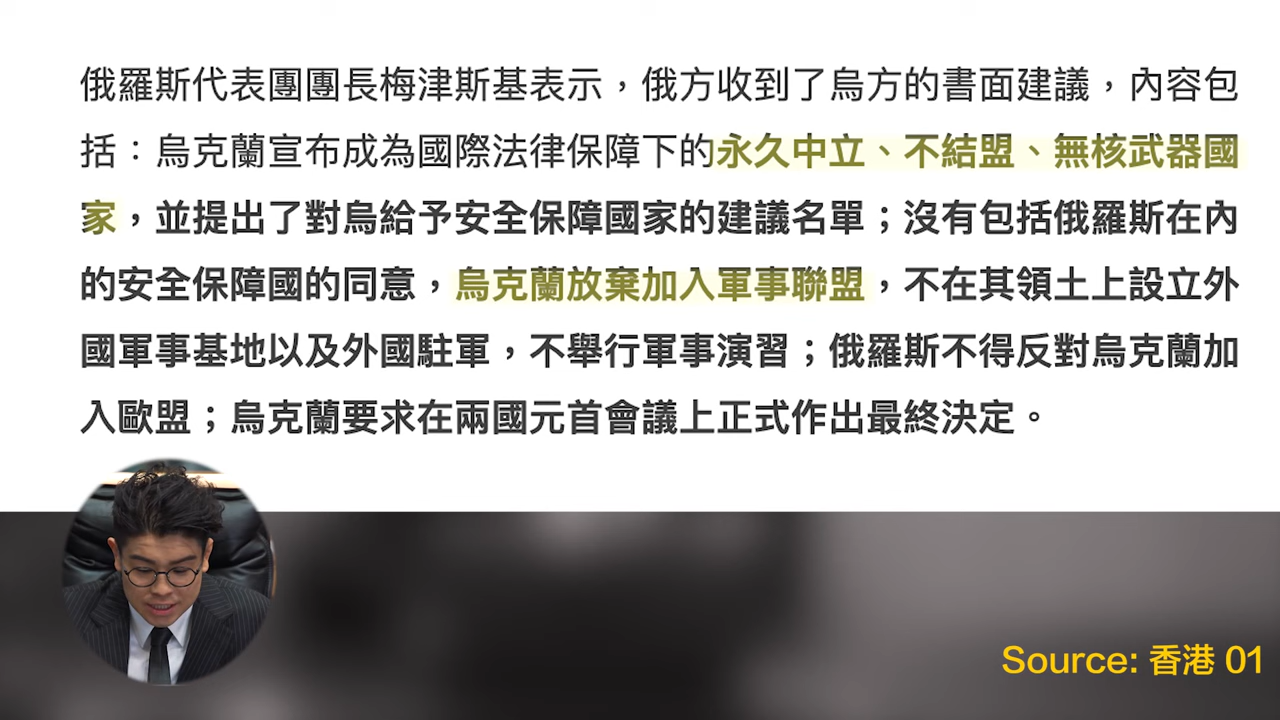 俄羅斯代表團團長梅津斯基表示，俄方收到了烏方的書面建議，內容包
括：烏克蘭宣布成為國際法律保障下的永久中立、不結盟、無核武器國
家，並提出了對烏給予安全保障國家的建議名單；沒有包括俄羅斯在內
的安全保障國的同意，烏克蘭放棄加入軍事聯盟，不在其領土上設立外
國軍事基地以及外國駐軍，不舉行軍事演習；俄羅斯不得反對烏克蘭加
入歐盟；烏克蘭要求在兩國元首會議上正式作出最終決定。
Source: 香港 01